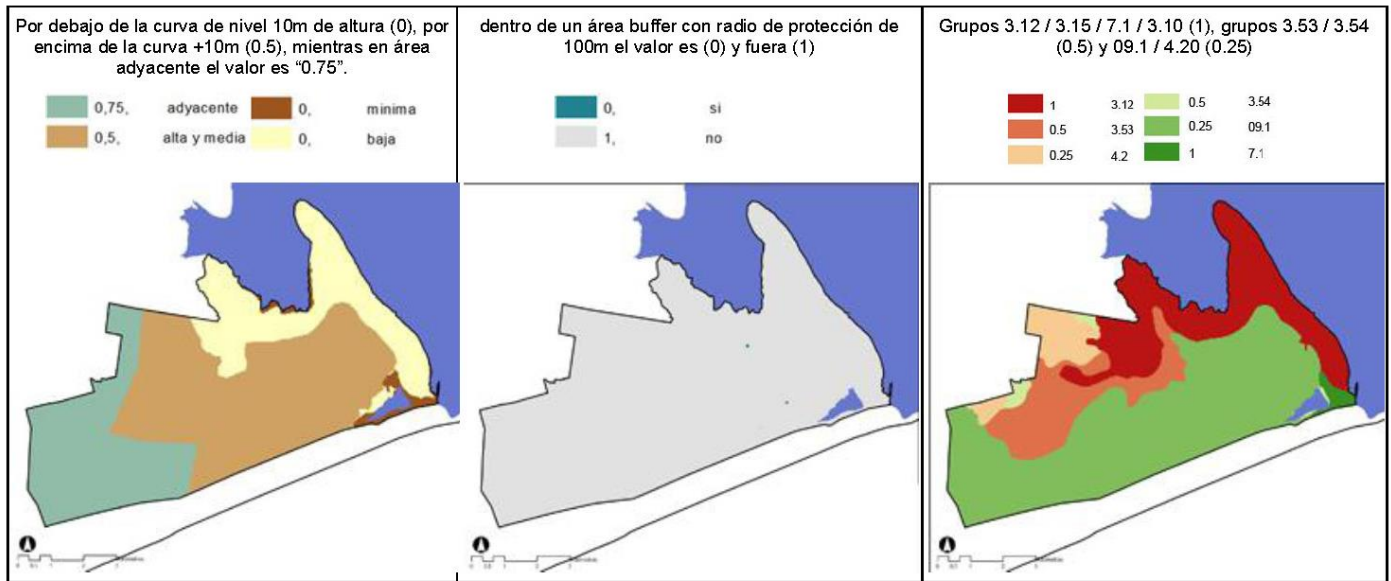 Por debajo de la curva de nivel 10m de altura (0), por
encima de la curva +10m (0.5), mientras en área
adyacente el valor es “0.75”.
0,75, adyacente
0, minima
0,5, alta y media
0, baja
dentro de un área buffer con radio de protección de
100m el valor es (0) y fuera (1)
0, si
1, no
Grupos 3.12 / 3.15 / 7.1 / 3.10 (1), grupos 3.53 / 3.54
(0.5) y 09.1 / 4.20 (0.25)
1 3.12
0.5 3.54
0.5 3.53
0.25 09.1
0.25 4.2
1 7.1